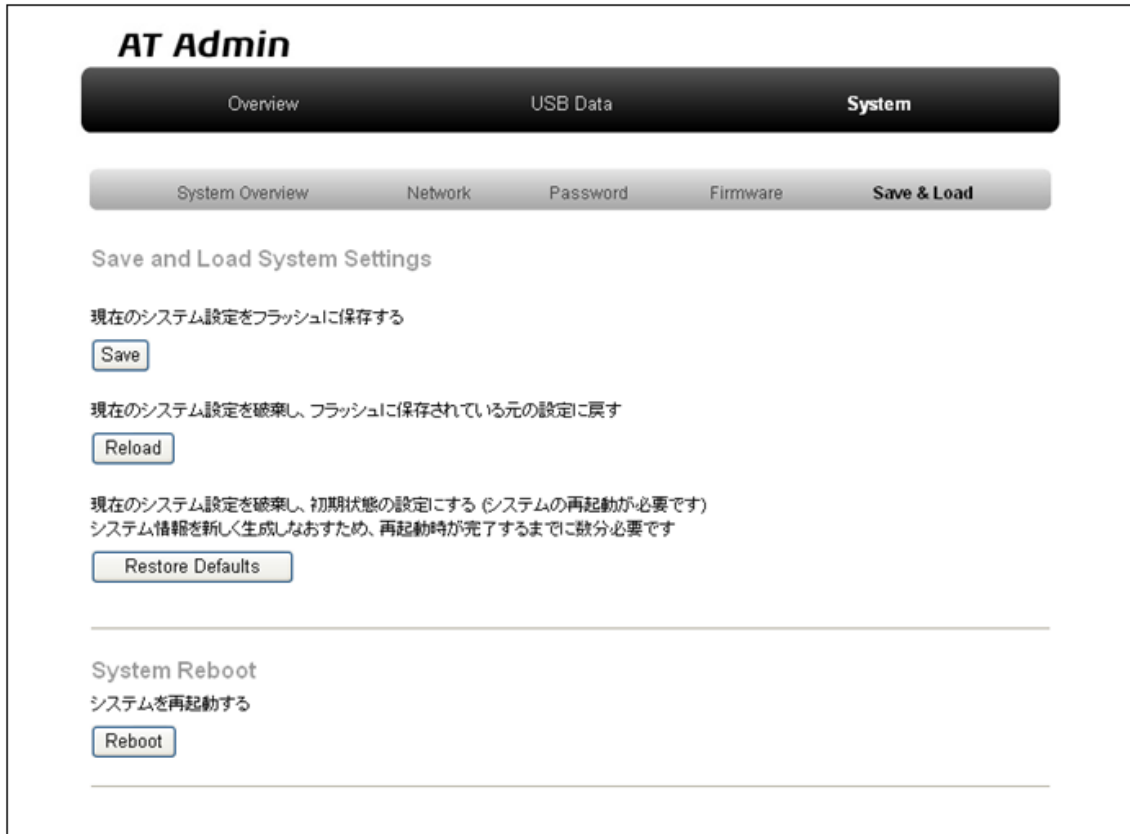 AT Admin
Overview USB Data System
System Overview Network Password Firmware Save & Load
Save and Load System Settings
現在のシステム設定をフラッシュに保存する
Save
現在のシステム設定を破棄し、フラッシュに保存されている元の設定に戻す
Reload
現在のシステム設定を破棄し、初期状態の設定にする (システムの再起動が必要です)
システム情報を新しく生成しなおすため、再起動時が完了するまでに数分必要です
Restore Defaults
System Reboot
システムを再起動する
Reboot